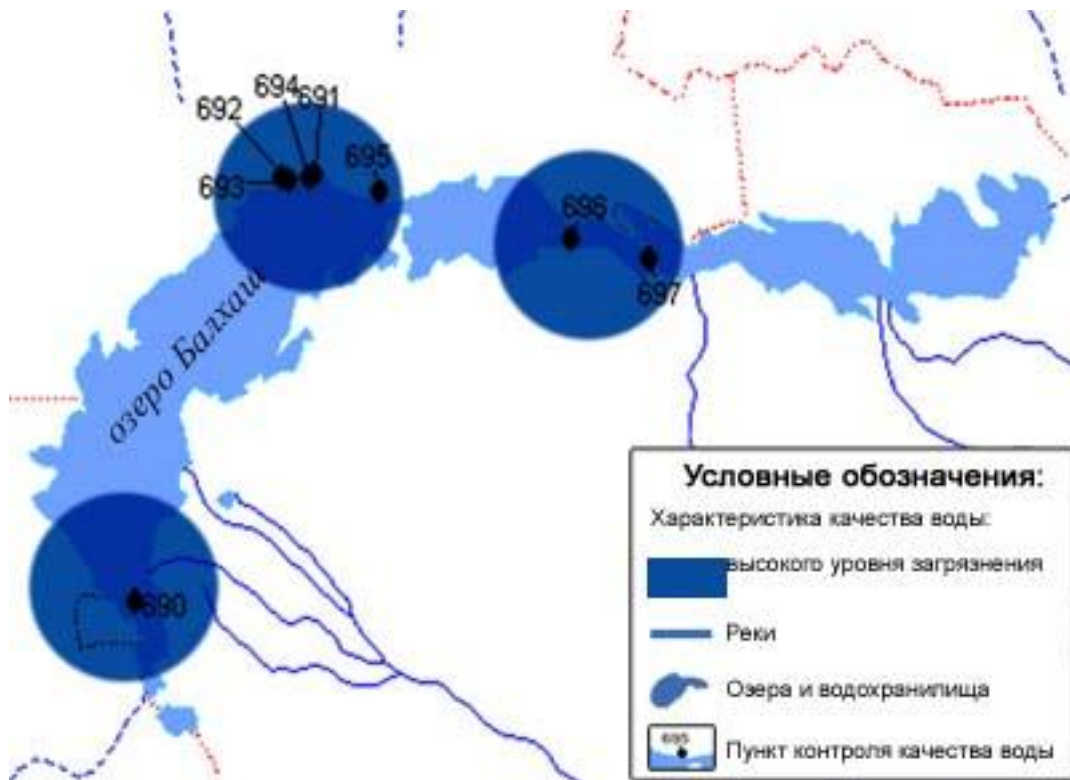 694 691
692
695
693
696
697
озеро Балхаш
690
Условные обозначения:
Характеристика качества воды:
высокого уровня загрязнения
Реки
Озера и водохранилища
695
Пункт контроля качества воды